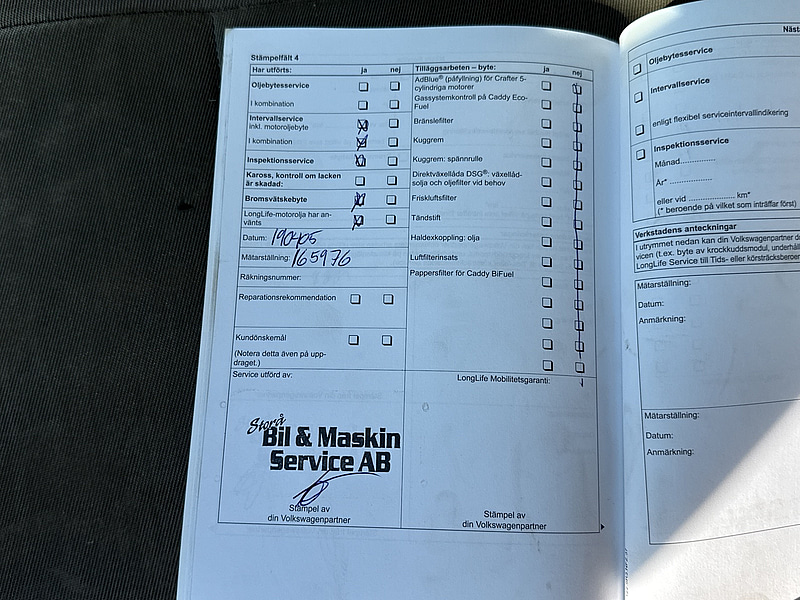 Stämpelfält 4
Har utförts: ja nej
Oljebytesservice
I kombination
Intervallservice
inkl. motoroljebyte
I kombination
Inspektionsservice
Kaross, kontroll om lacken
är skadad:
Bromsvätskebyte
LongLife-motorolja har an-
vänts
Datum: 190405
Mätarställning: 165976
Räkningsnummer:
Reparationsrekommendation
Kundönskemål
(Notera detta även på upp-
draget.)
Service utförd av:
Storå
Bil & Maskin
Service AB
Stämpel av
din Volkswagenpartner
Tilläggsarbeten – byte: ja nej
AdBlue® (påfyllning) för Crafter 5-
cylindriga motorer
Gassystemkontroll på Caddy Eco-
Fuel
Bränslefilter
Kuggrem
Kuggrem: spännrulle
Direktväxellåda DSG®: växellåd-
solja och oljefilter vid behov
Friskluftsfilter
Tändstift
Haldexkoppling: olja
Luftfilterinsats
Pappersfilter för Caddy BiFuel
LongLife Mobilitetsgaranti:
Stämpel av
din Volkswagenpartner
Näst
Oljebytesservice
Intervallservice
enligt flexibel serviceintervallindikering
Inspektionsservice
Månad...............
År* ..................
eller vid .................... km*
(* beroende på vilket som inträffar först)
Verkstadens anteckningar
I utrymmet nedan kan din Volkswagenpartner d
vicen (t.ex. byte av krockkuddsmodul, underhåll
LongLife Service till Tids- eller körsträcksberoen
Mätarställning:
Datum:
Anmärkning:
Mätarställning:
Datum:
Anmärkning: